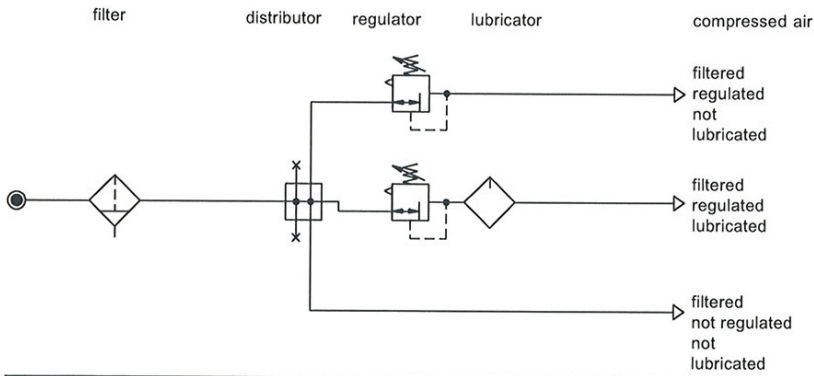 filter
distributor
regulator
lubricator
compressed air
filtered
regulated
not
lubricated
filtered
regulated
lubricated
filtered
not regulated
not
lubricated